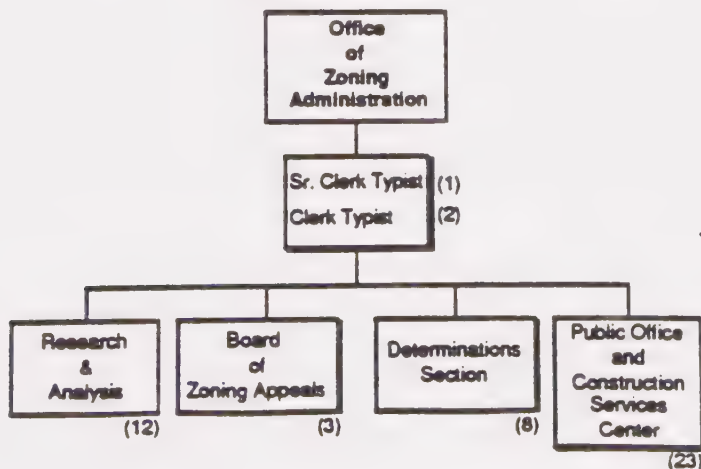 Office
of
Zoning
Administration
Sr. Clerk Typist (1)
Clerk Typist (2)
Research
&
Analysis
(12)
Board
of
Zoning Appeals
(3)
Determinations
Section
(8)
Public Office
and
Construction
Services
Center
(23)